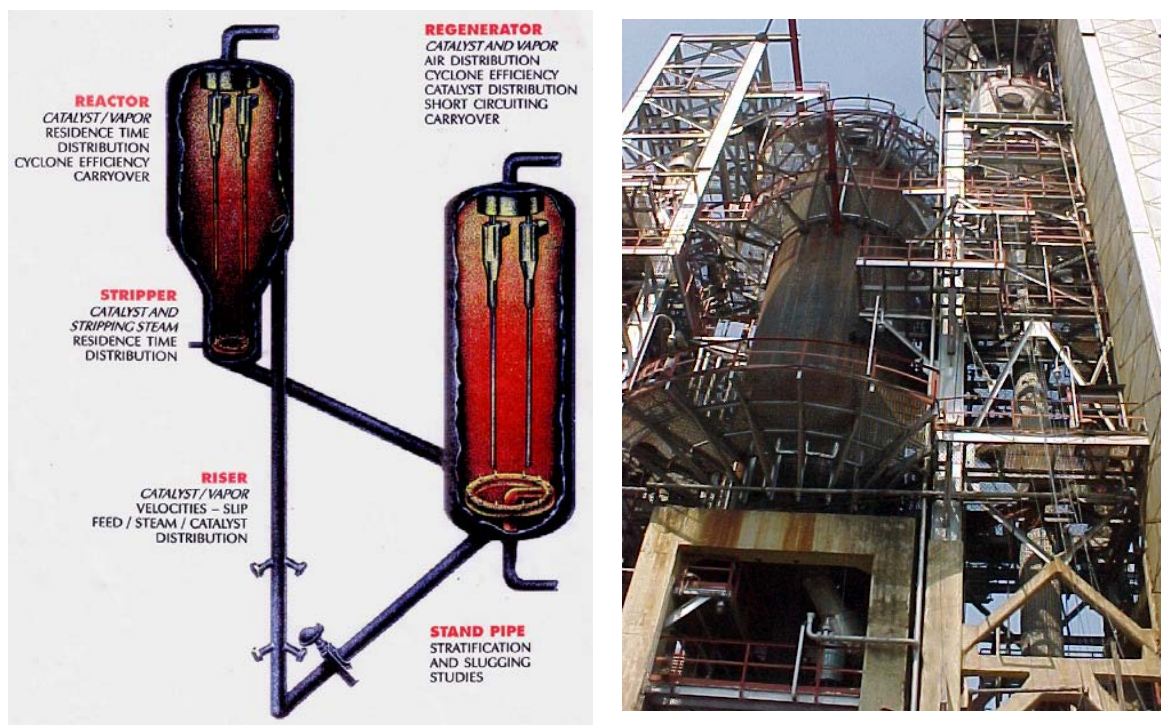 REGENERATOR
CATALYST AND VAPOR
AIR DISTRIBUTION
CYCLONE EFFICIENCY
CATALYST DISTRIBUTION
SHORT CIRCUITING
CARRYOVER
REACTOR
CATALYST / VAPOR
RESIDENCE TIME
DISTRIBUTION
CYCLONE EFFICIENCY
CARRYOVER
STRIPPER
CATALYST AND
STRIPPING STEAM
RESIDENCE TIME
DISTRIBUTION
RISER
CATALYST / VAPOR
VELOCITIES – SLIP
FEED / STEAM / CATALYST
DISTRIBUTION
STAND PIPE
STRATIFICATION
AND SLUGGING
STUDIES